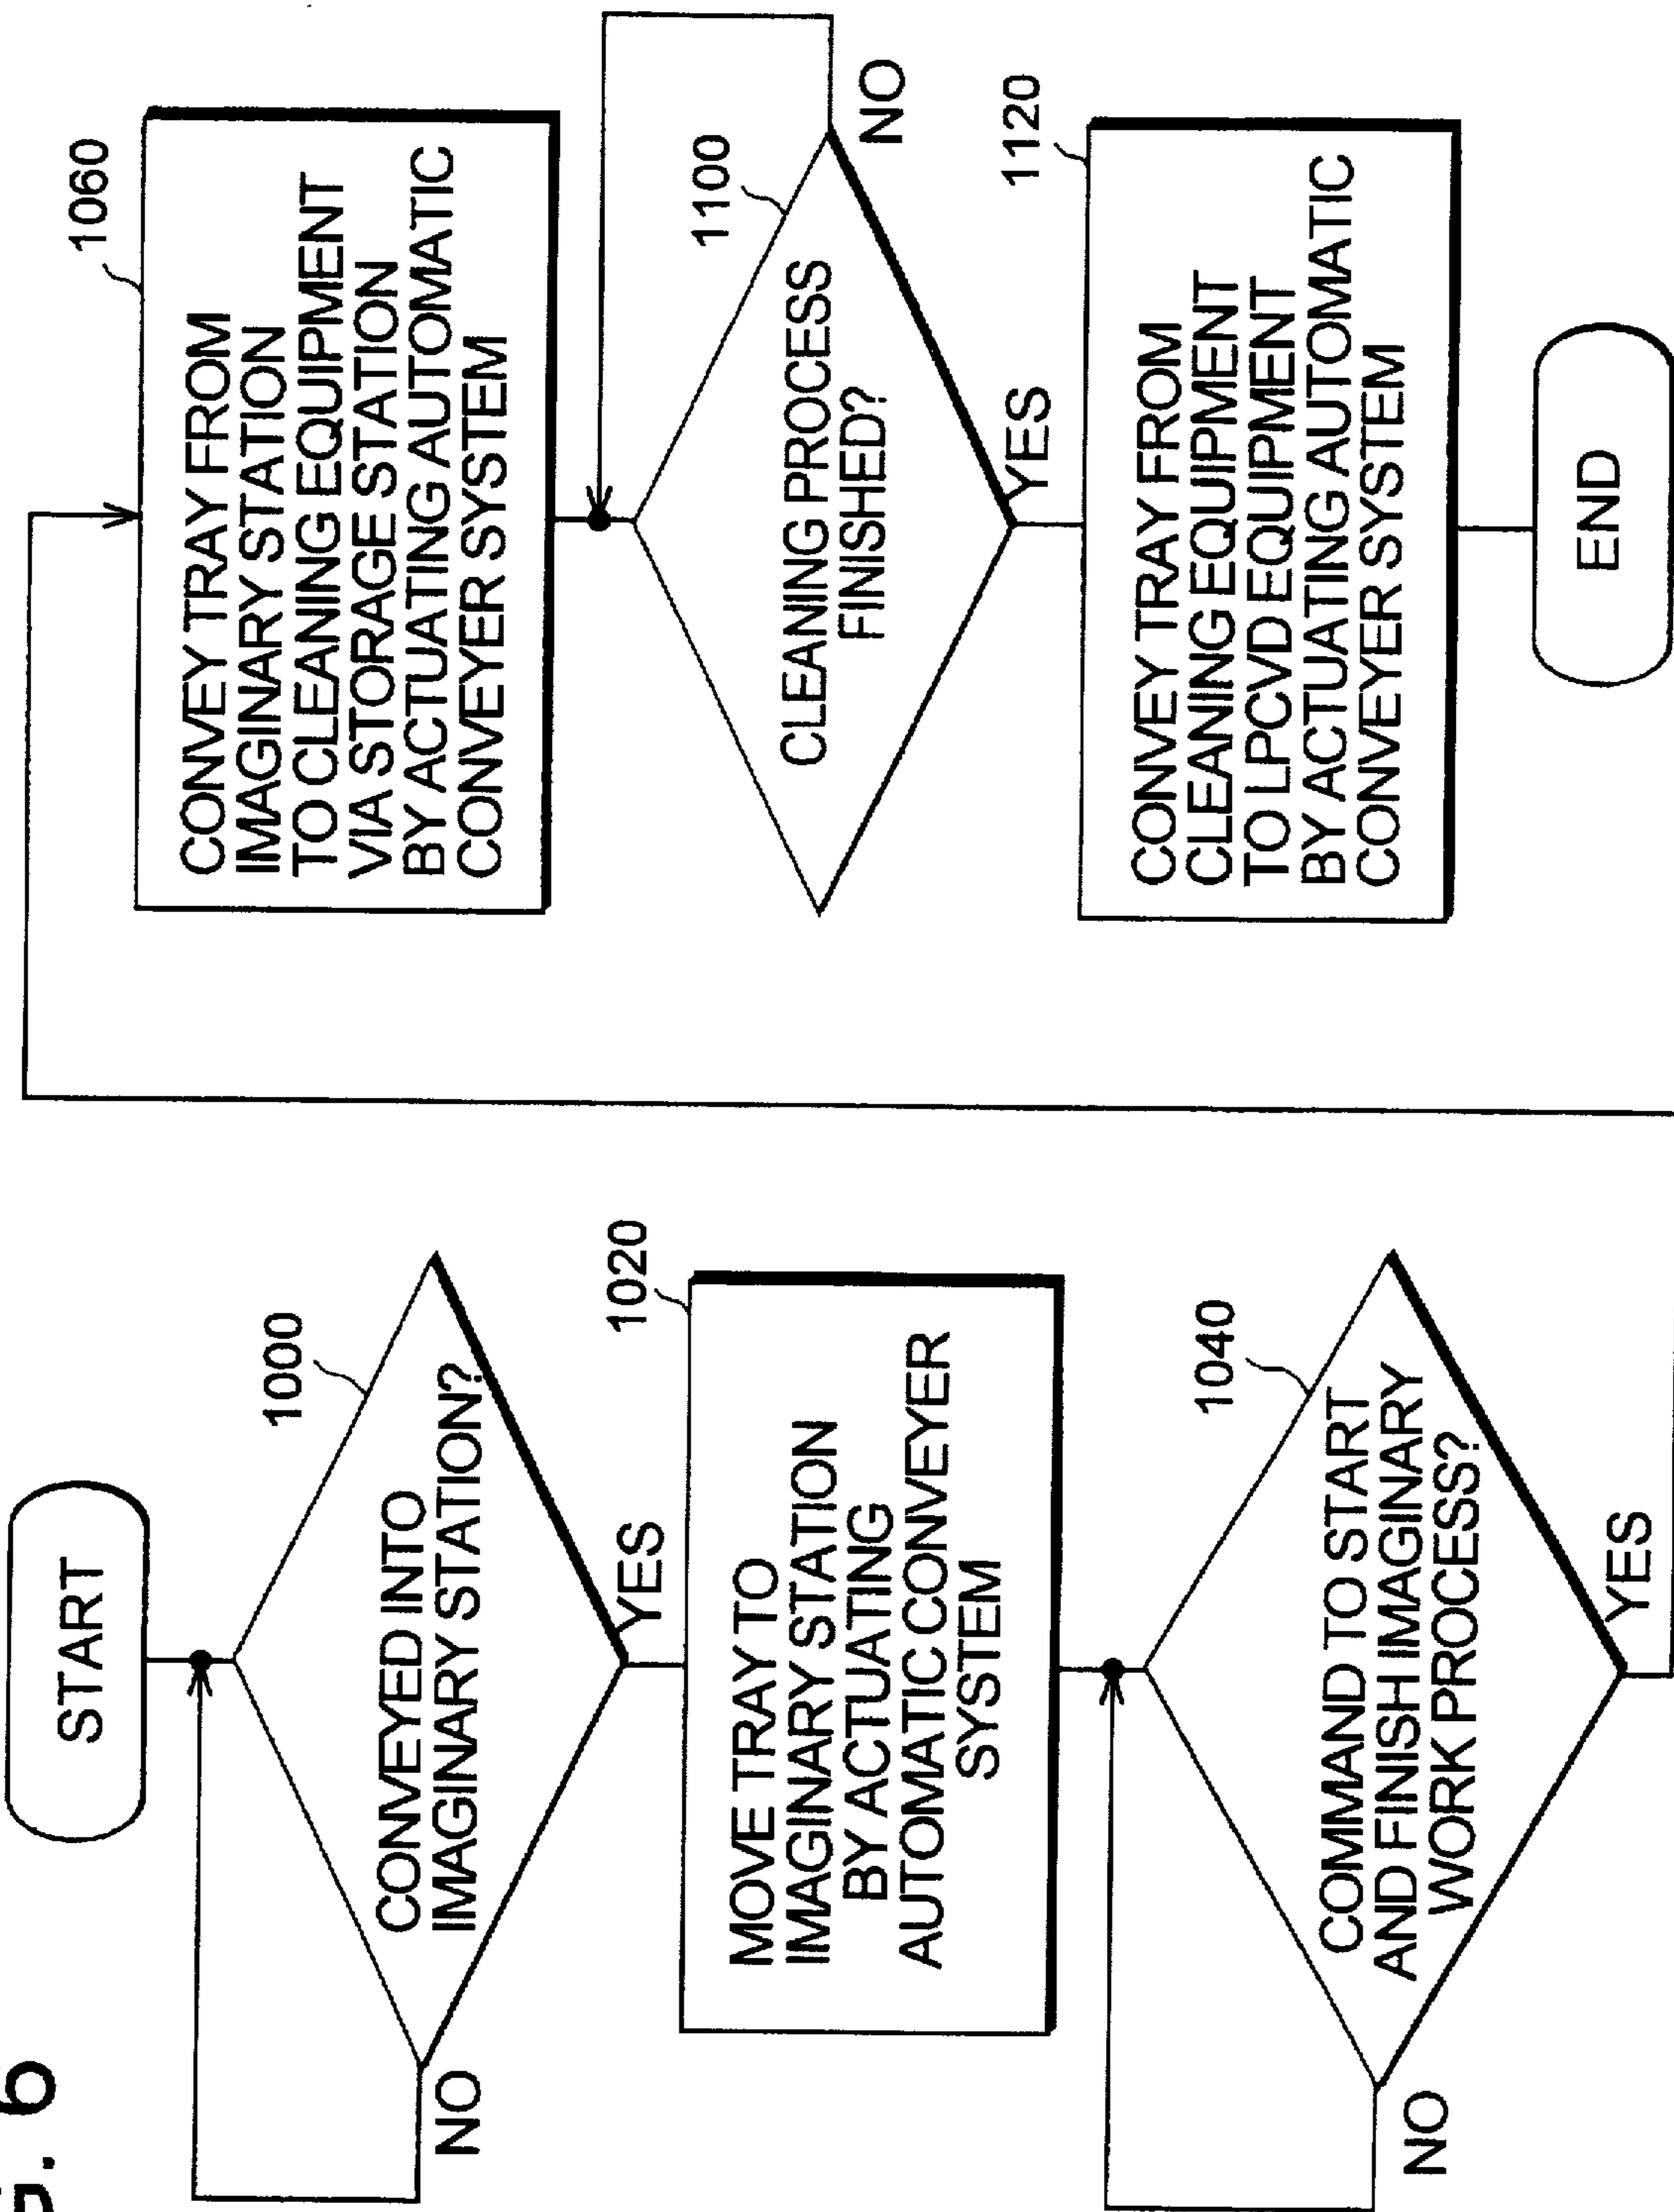 G. 6
START
1000
CONVEYED INTO
IMAGINARY STATION?
NO
YES
1020
MOVE TRAY TO
IMAGINARY STATION
BY ACTUATING
AUTOMATIC CONVEYER
SYSTEM
1040
COMMAND TO START
AND FINISH IMAGINARY
WORK PROCESS?
NO
YES
1060
CONVEY TRAY FROM
IMAGINARY STATION
TO CLEANING EQUIPMENT
VIA STORAGE STATION
BY ACTUATING AUTOMATIC
CONVEYER SYSTEM
1100
CLEANING PROCESS
FINISHED?
NO
YES
1120
CONVEY TRAY FROM
CLEANING EQUIPMENT
TO LPCVD EQUIPMENT
BY ACTUATING AUTOMATIC
CONVEYER SYSTEM
END